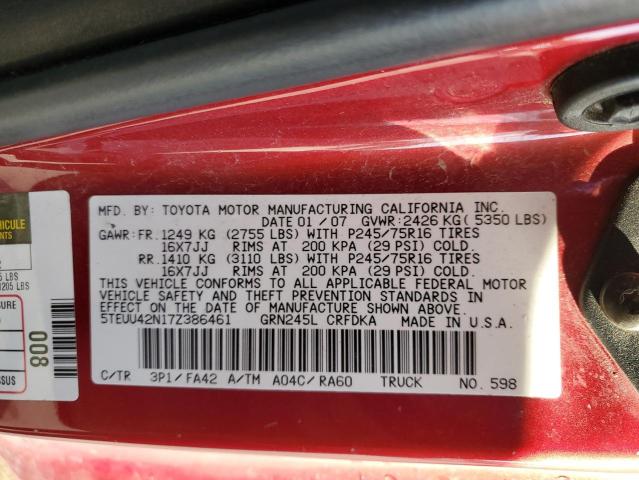 MFD. BY: TOYOTA MOTOR MANUFACTURING CALIFORNIA INC.
DATE 01/07 GVWR:2426 KG( 5350 LBS)
GAWR:FR.1249 KG (2755 LBS) WITH P245/75R16 TIRES
16X7JJ RIMS AT 200 KPA (29 PSI) COLD.
RR.1410 KG (3110 LBS) WITH P245/75R16 TIRES
16X7JJ RIMS AT 200 KPA (29 PSI) COLD.
THIS VEHICLE CONFORMS TO ALL APPLICABLE FEDERAL MOTOR
VEHICLE SAFETY AND THEFT PREVENTION STANDARDS IN
EFFECT ON THE DATE OF MANUFACTURE SHOWN ABOVE.
5TEUU42N17Z386461 GRN245L CRFDKA MADE IN U.S.A.
C/TR 3P1/FA42 A/TM A04C/RA60 TRUCK NO. 598
LBS
1205 LBS
800